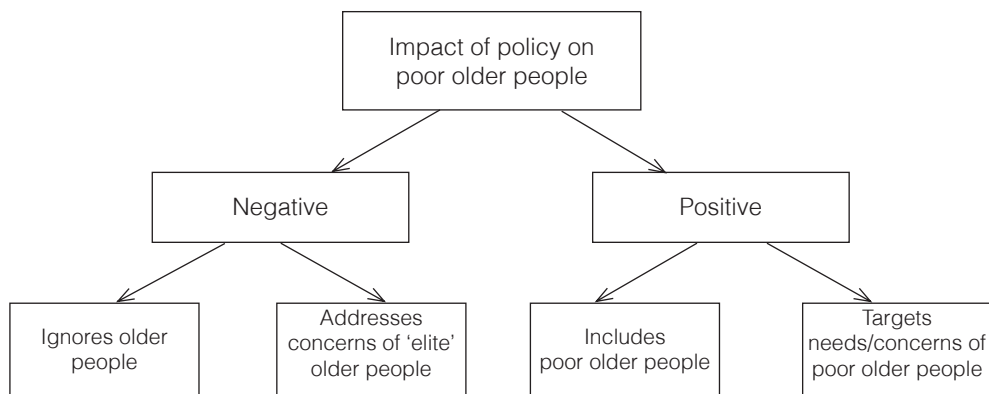 Impact of policy on
poor older people
Negative
Positive
Ignores older
people
Addresses
concerns of ‘elite’
older people
Includes
poor older people
Targets
needs/concerns of
poor older people